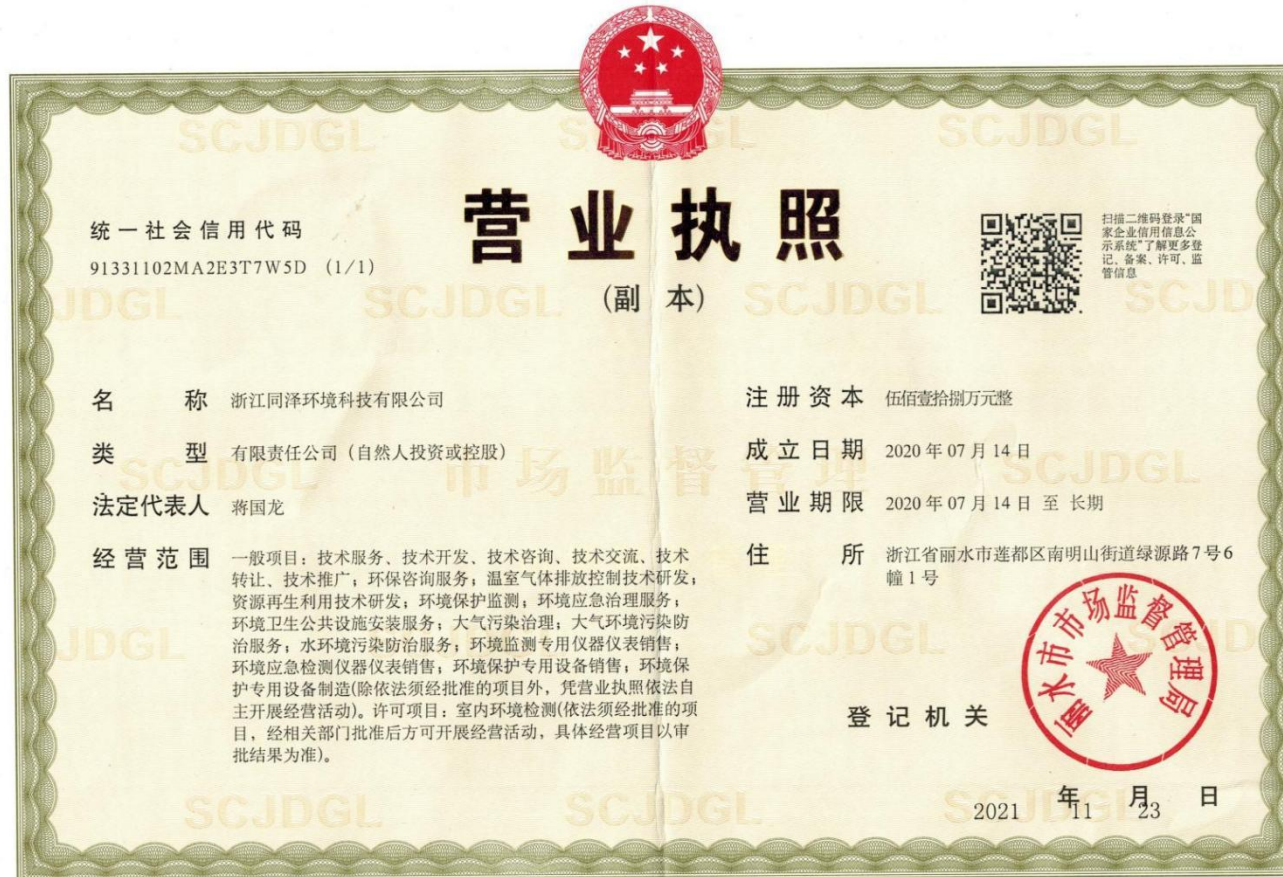 营业执照
(副 本)
统一社会信用代码
91331102MA2E3T7W5D (1/1)
扫描二维码登录“国
家企业信用信息公
示系统”了解更多登
记、备案、许可、监
管信息
名 称 浙江同泽环境科技有限公司
类 型 有限责任公司（自然人投资或控股）
法定代表人 蒋国龙
经营范围 一般项目：技术服务、技术开发、技术咨询、技术交流、技术
转让、技术推广；环保咨询服务；温室气体排放控制技术研发；
资源再生利用技术研发；环境保护监测；环境应急治理服务；
环境卫生公共设施安装服务；大气污染治理；大气环境污染防
治服务；水环境污染防治服务；环境监测专用仪器仪表销售；
环境应急检测仪器仪表销售；环境保护专用设备销售；环境保
护专用设备制造(除依法须经批准的项目外，凭营业执照依法自
主开展经营活动)。许可项目：室内环境检测(依法须经批准的项
目，经相关部门批准后方可开展经营活动，具体经营项目以审
批结果为准)。
注册资本 伍佰壹拾捌万元整
成立日期 2020年07月14日
营业期限 2020年07月14日 至 长期
住 所 浙江省丽水市莲都区南明山街道绿源路7号6
幢1号
登记机关
丽水市市场监督管理局
2021 年 11 月 23 日
SCJDGL
市场监督管理